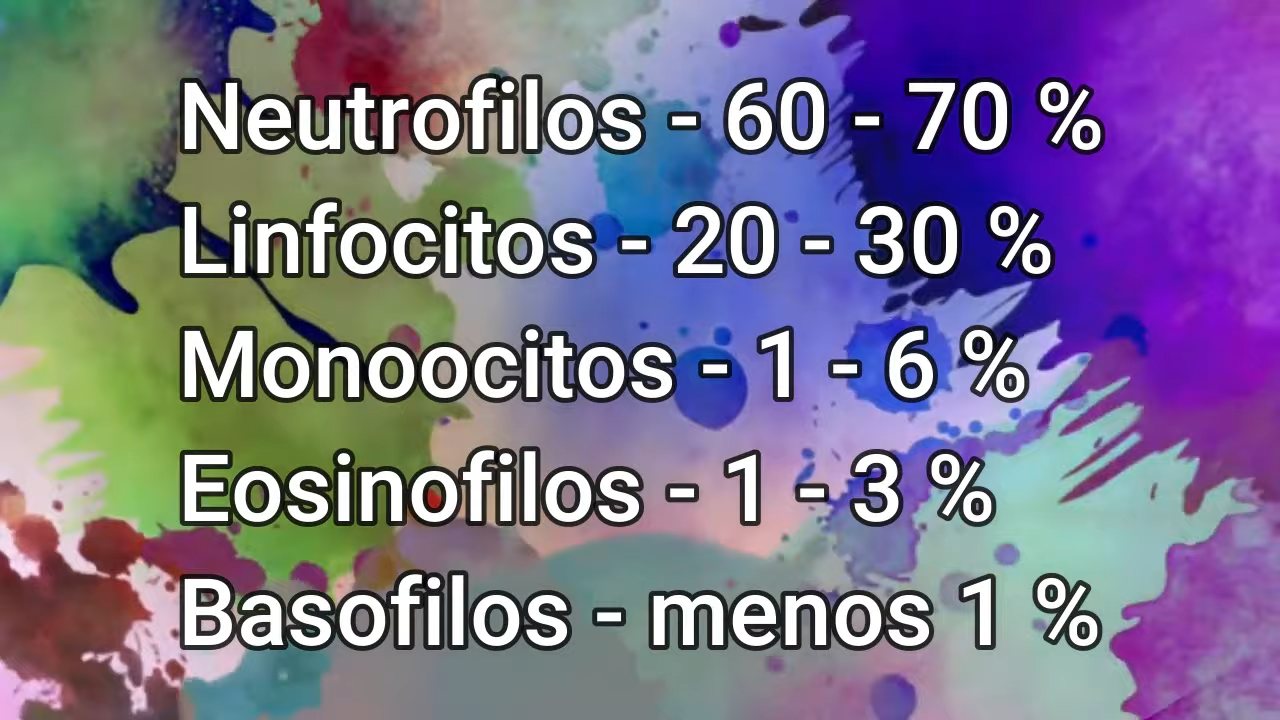 Neutrofilos - 60 - 70 %
Linfocitos - 20 - 30 %
Monoocitos - 1 - 6 %
Eosinofilos - 1 - 3 %
Basofilos - menos 1 %